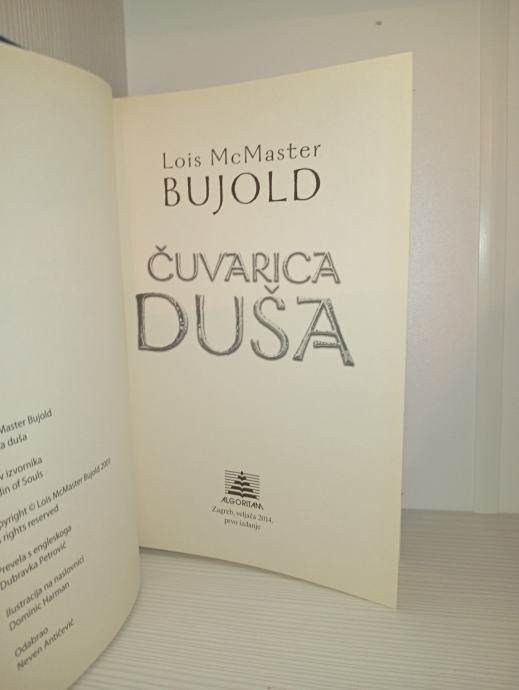 Master Bujold
a duša
v izvornika
din of Souls
pyright © Lois McMaster Bujold 2001
rights reserved
Prevela s engleskoga
Dubravka Petrović
Ilustracija na naslovnici
Dominic Harman
Odabrao
Neven Antičević
Lois McMaster
BUJOLD
ČUVARICA
DUŠA
ALGORITAM
Zagreb, veljača 2014.
prvo izdanje